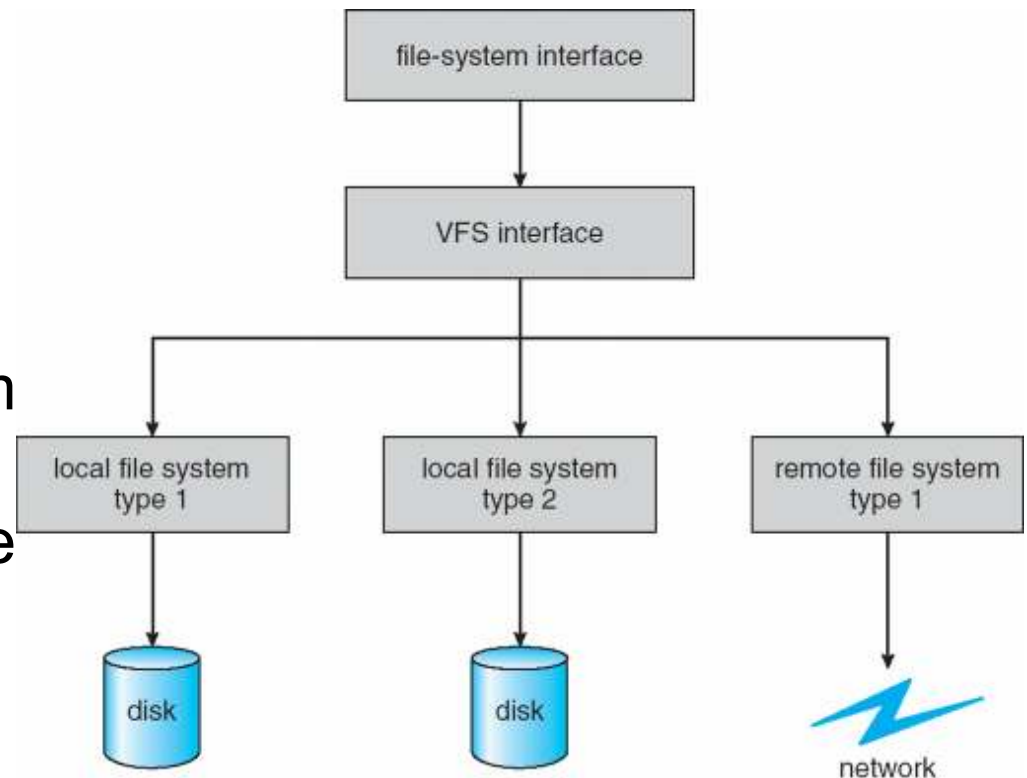 file-system interface
VFS interface
n
local file system
type 1
local file system
type 2
remote file system
type 1
e
disk
disk
network